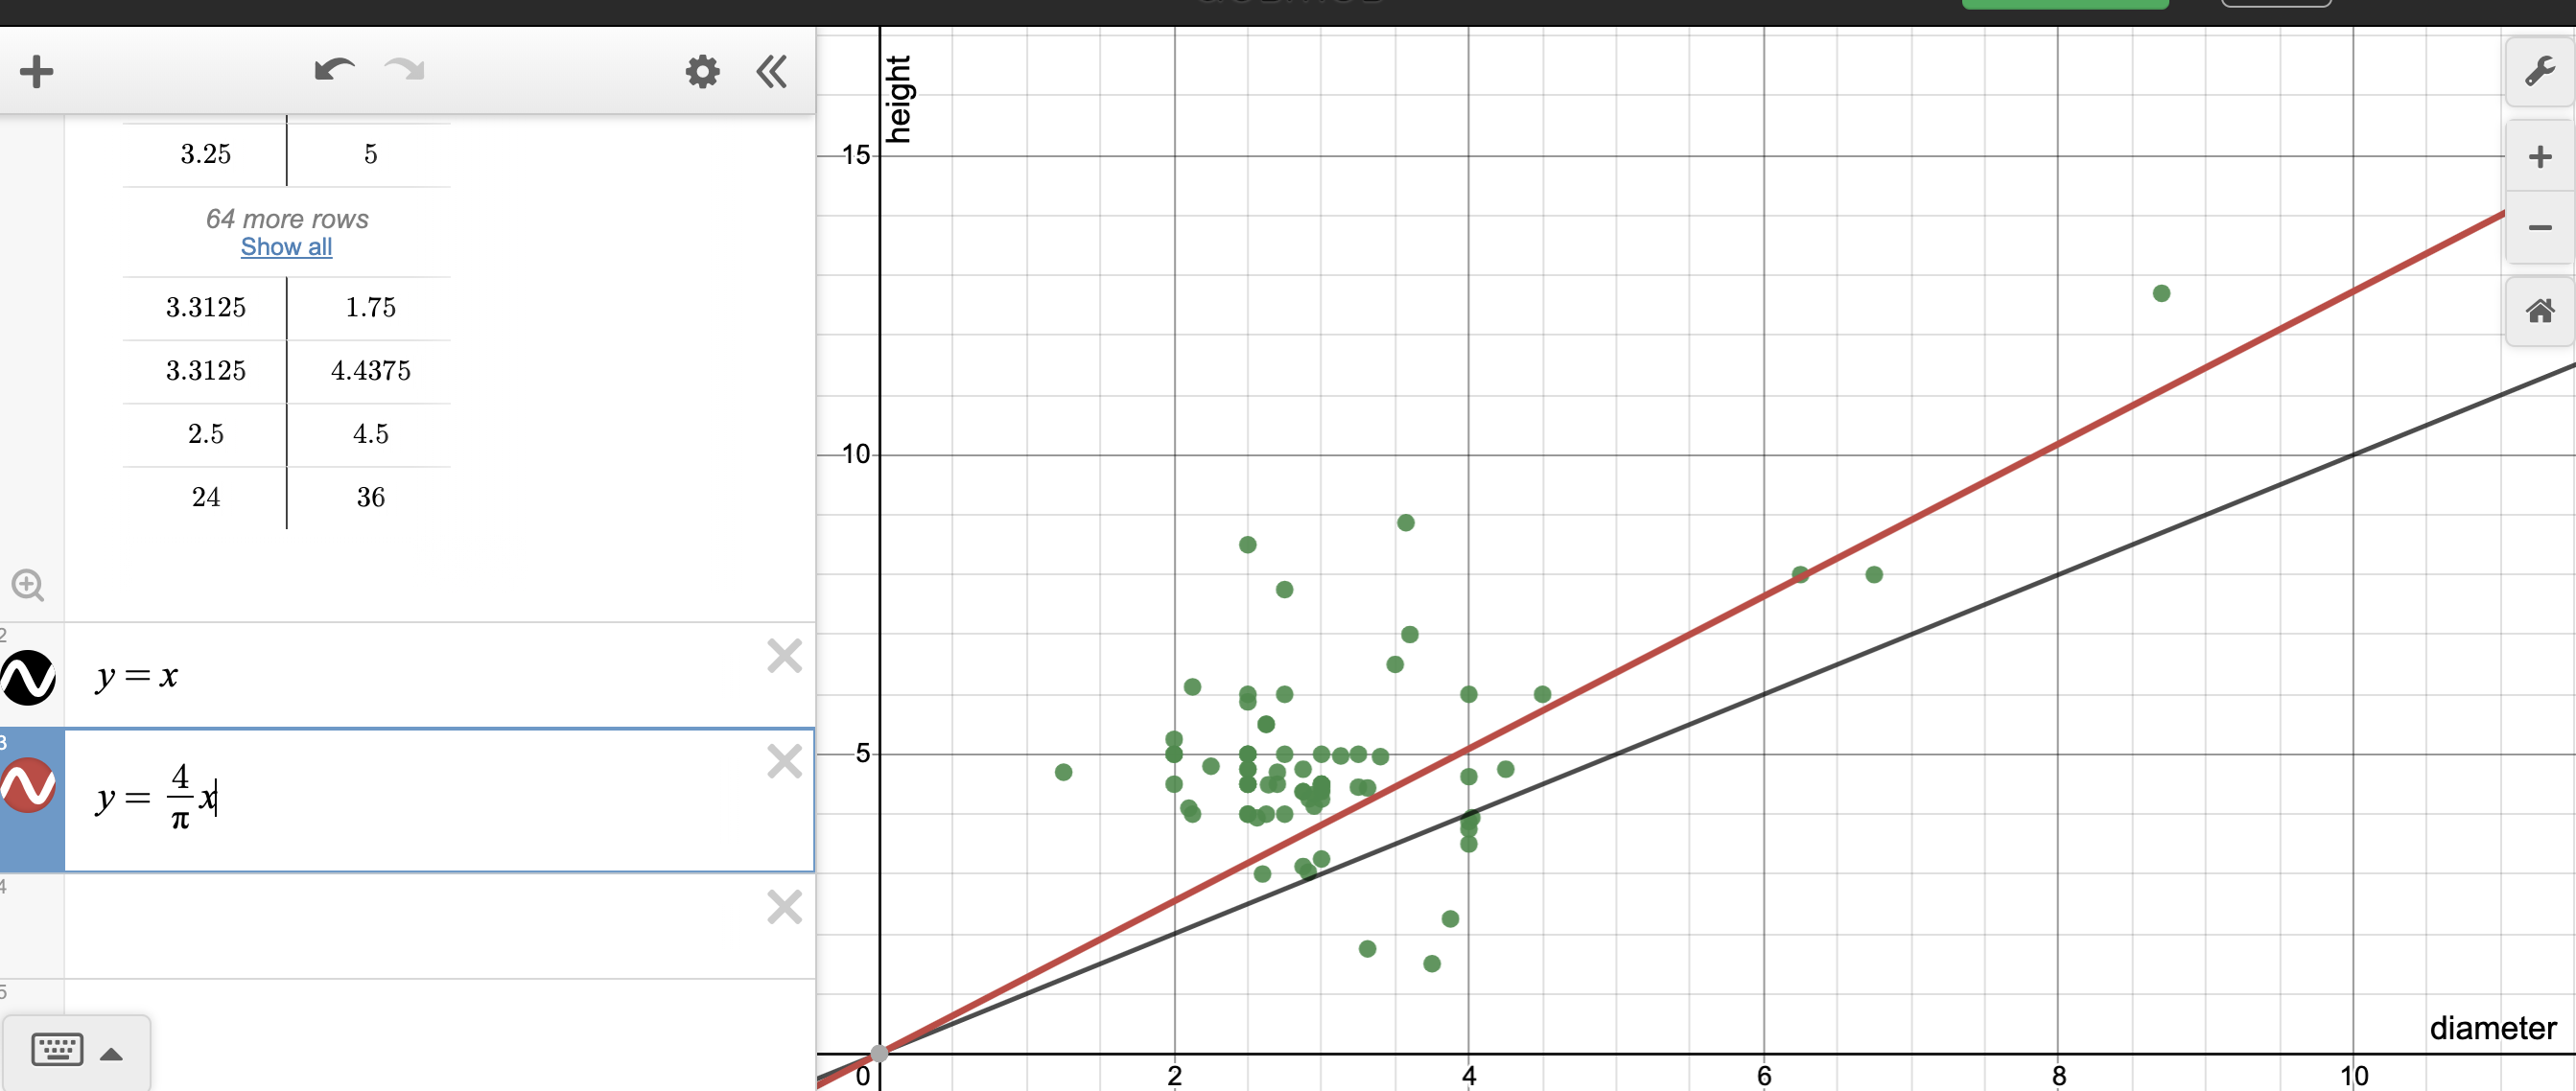 3.25 5
64 more rows
Show all
3.3125 1.75
3.3125 4.4375
2.5 4.5
24 36
2
y = x
3
y = 4/π x
4
5
height
15
10
5
0 2 4 6 8 10
diameter